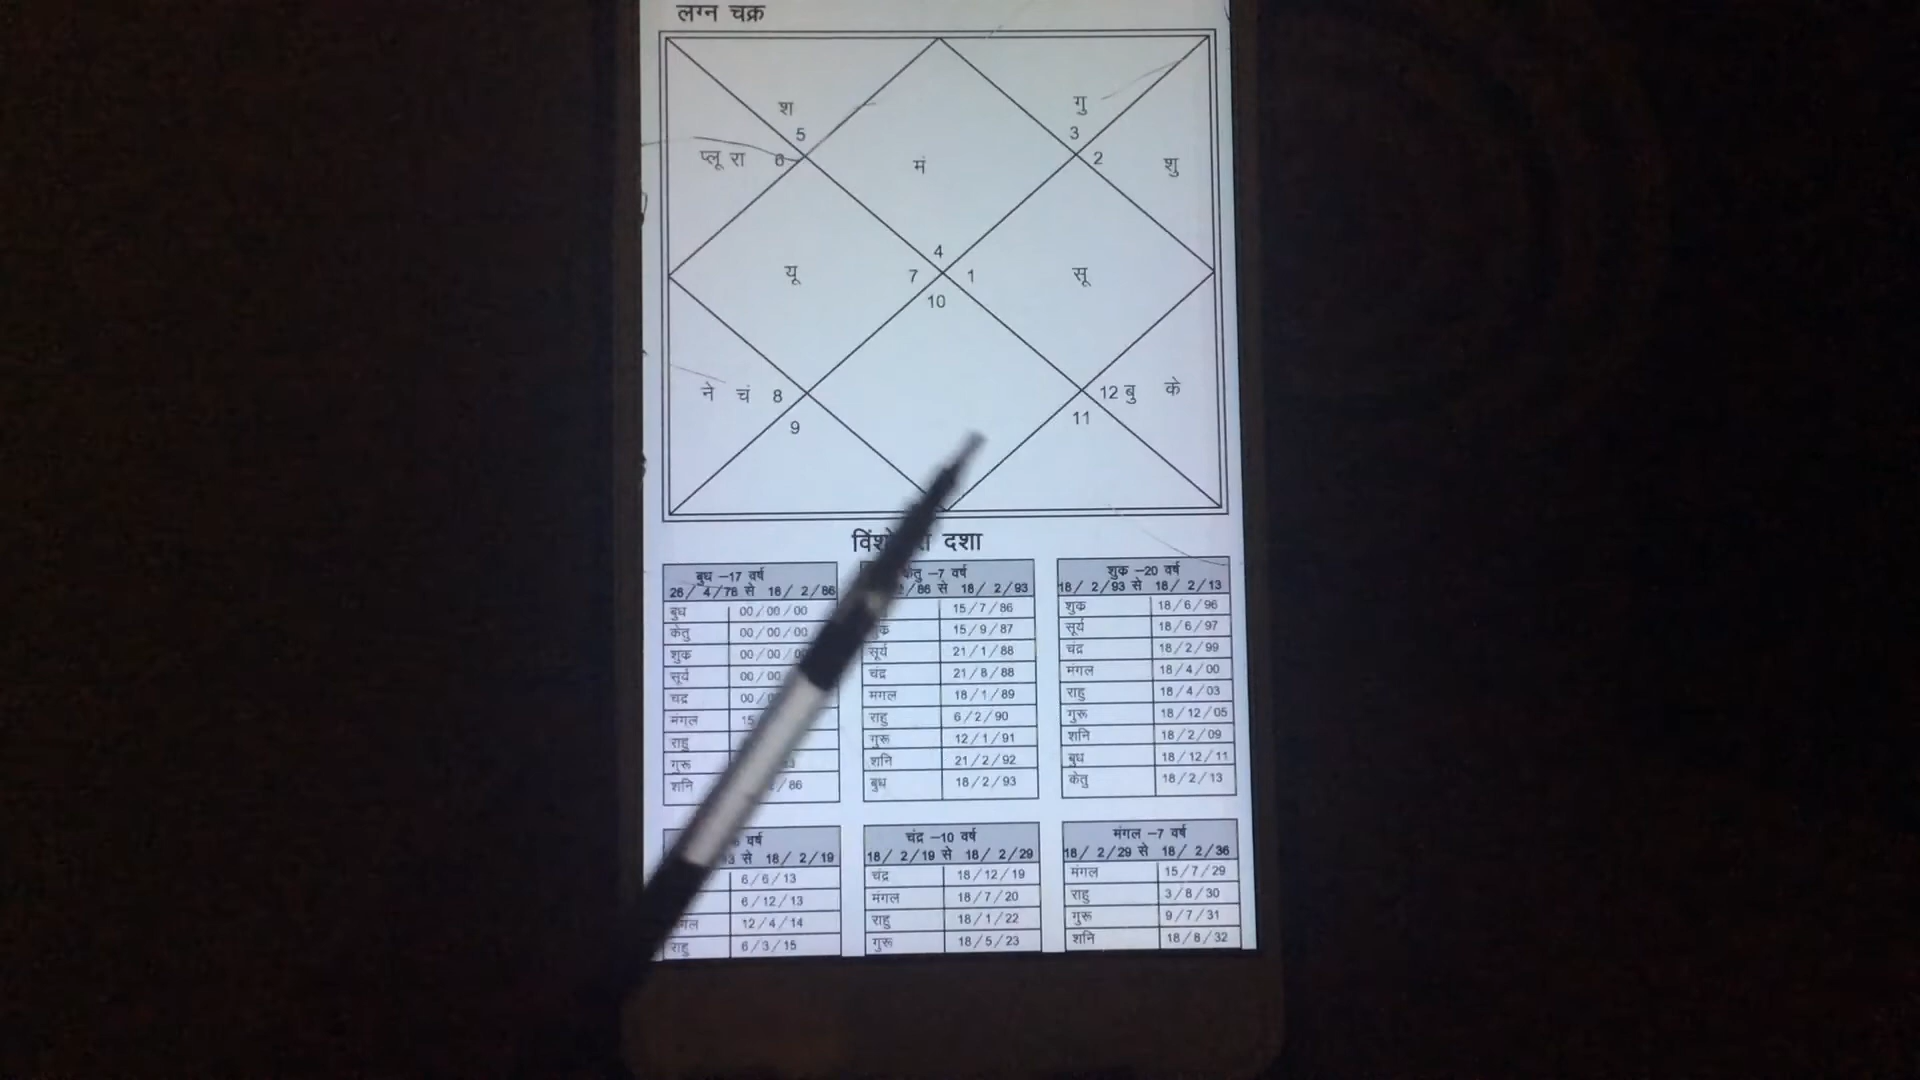 लग्न चक्र
श
5
गु
3
प्लू रा 6
मं
2 शु
4
यू 7 1 सू
10
ने चं 8
12 बु के
9
11
दशा
बुध –17 वर्ष
26/ 4/78 से 18/ 2/86
बुध 00/00/00
केतु 00/00/00
शुक्र 00/00/
सूर्य 00/00
चंद्र 00/
मंगल 15
राहु
गुरू
शनि /86
केतु –7 वर्ष
/86 से 18/ 2/93
15/7/86
15/9/87
सूर्य 21/1/88
चंद्र 21/8/88
मंगल 18/1/89
राहु 6/2/90
गुरू 12/1/91
शनि 21/2/92
बुध 18/2/93
शुक्र –20 वर्ष
18/ 2/93 से 18/ 2/13
शुक्र 18/6/96
सूर्य 18/6/97
चंद्र 18/2/99
मंगल 18/4/00
राहु 18/4/03
गुरू 18/12/05
शनि 18/2/09
बुध 18/12/11
केतु 18/2/13
वर्ष
3 से 18/ 2/19
6/6/13
6/12/13
12/4/14
राहु 6/3/15
चंद्र –10 वर्ष
18/ 2/19 से 18/ 2/29
चंद्र 18/12/19
मंगल 18/7/20
राहु 18/1/22
गुरू 18/5/23
मंगल –7 वर्ष
18/ 2/29 से 18/ 2/36
मंगल 15/7/29
राहु 3/8/30
गुरू 9/7/31
शनि 18/8/32